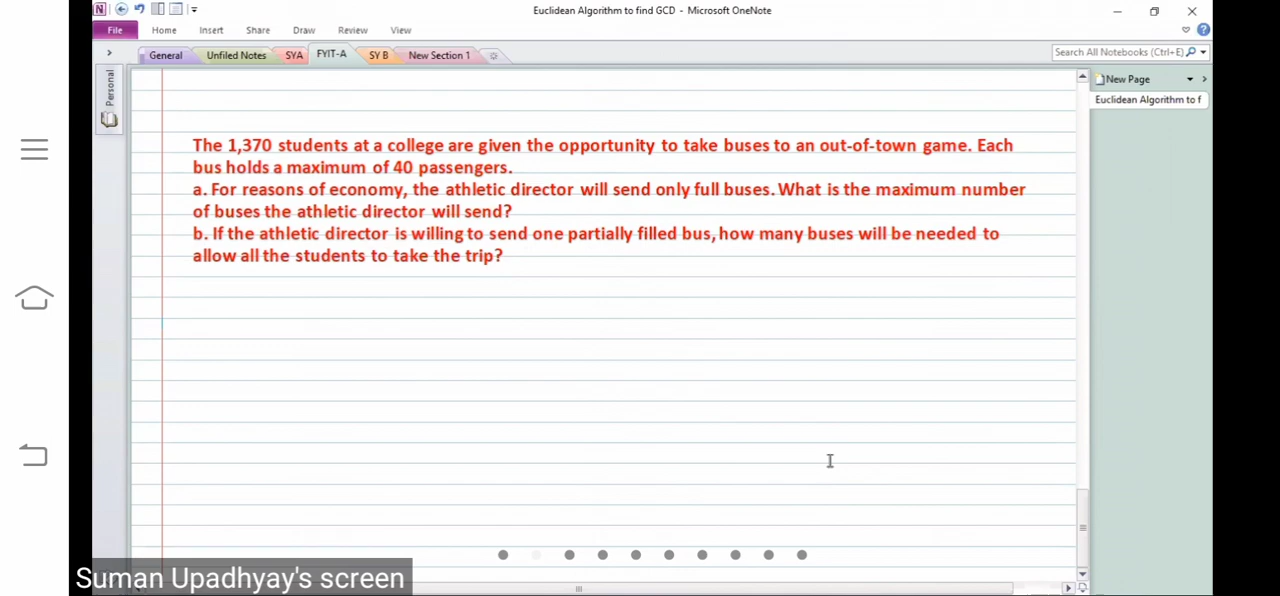 Euclidean Algorithm to find GCD - Microsoft OneNote
File Home Insert Share Draw Review View
General Unfiled Notes SYA FYIT-A SY B New Section 1
Search All Notebooks (Ctrl+E)
Personal
New Page
Euclidean Algorithm to f
The 1,370 students at a college are given the opportunity to take buses to an out-of-town game. Each
bus holds a maximum of 40 passengers.
a. For reasons of economy, the athletic director will send only full buses. What is the maximum number
of buses the athletic director will send?
b. If the athletic director is willing to send one partially filled bus, how many buses will be needed to
allow all the students to take the trip?
Suman Upadhyay's screen